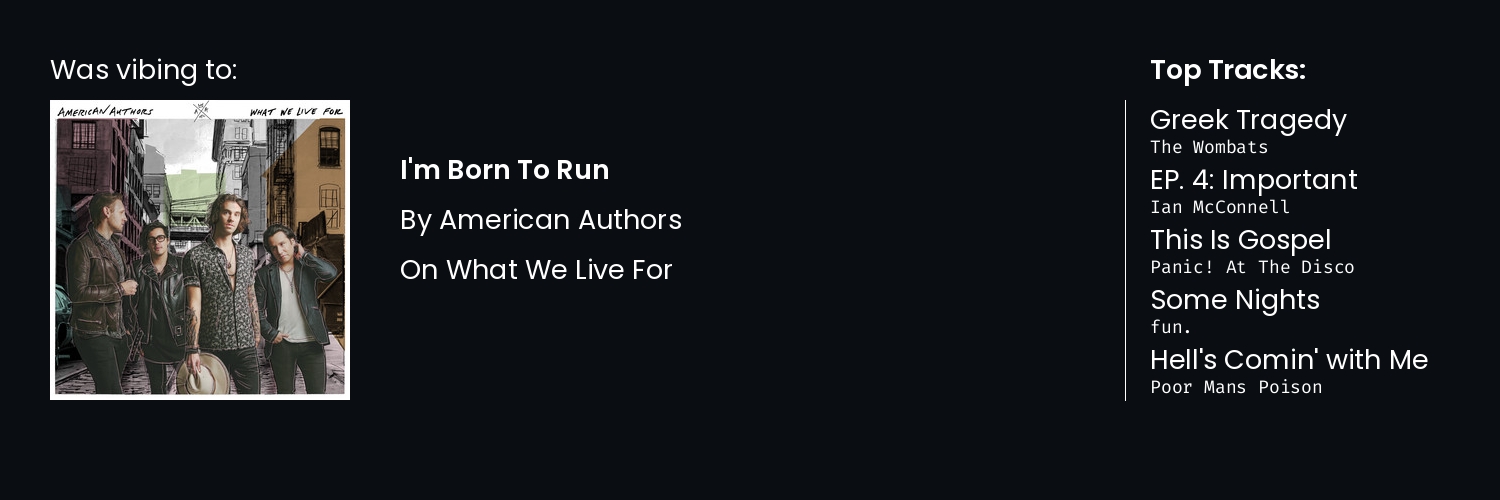 Was vibing to:
AMERICAN AUTHORS
WHAT WE LIVE FOR
I'm Born To Run
By American Authors
On What We Live For
Top Tracks:
Greek Tragedy
The Wombats
EP. 4: Important
Ian McConnell
This Is Gospel
Panic! At The Disco
Some Nights
fun.
Hell's Comin' with Me
Poor Mans Poison